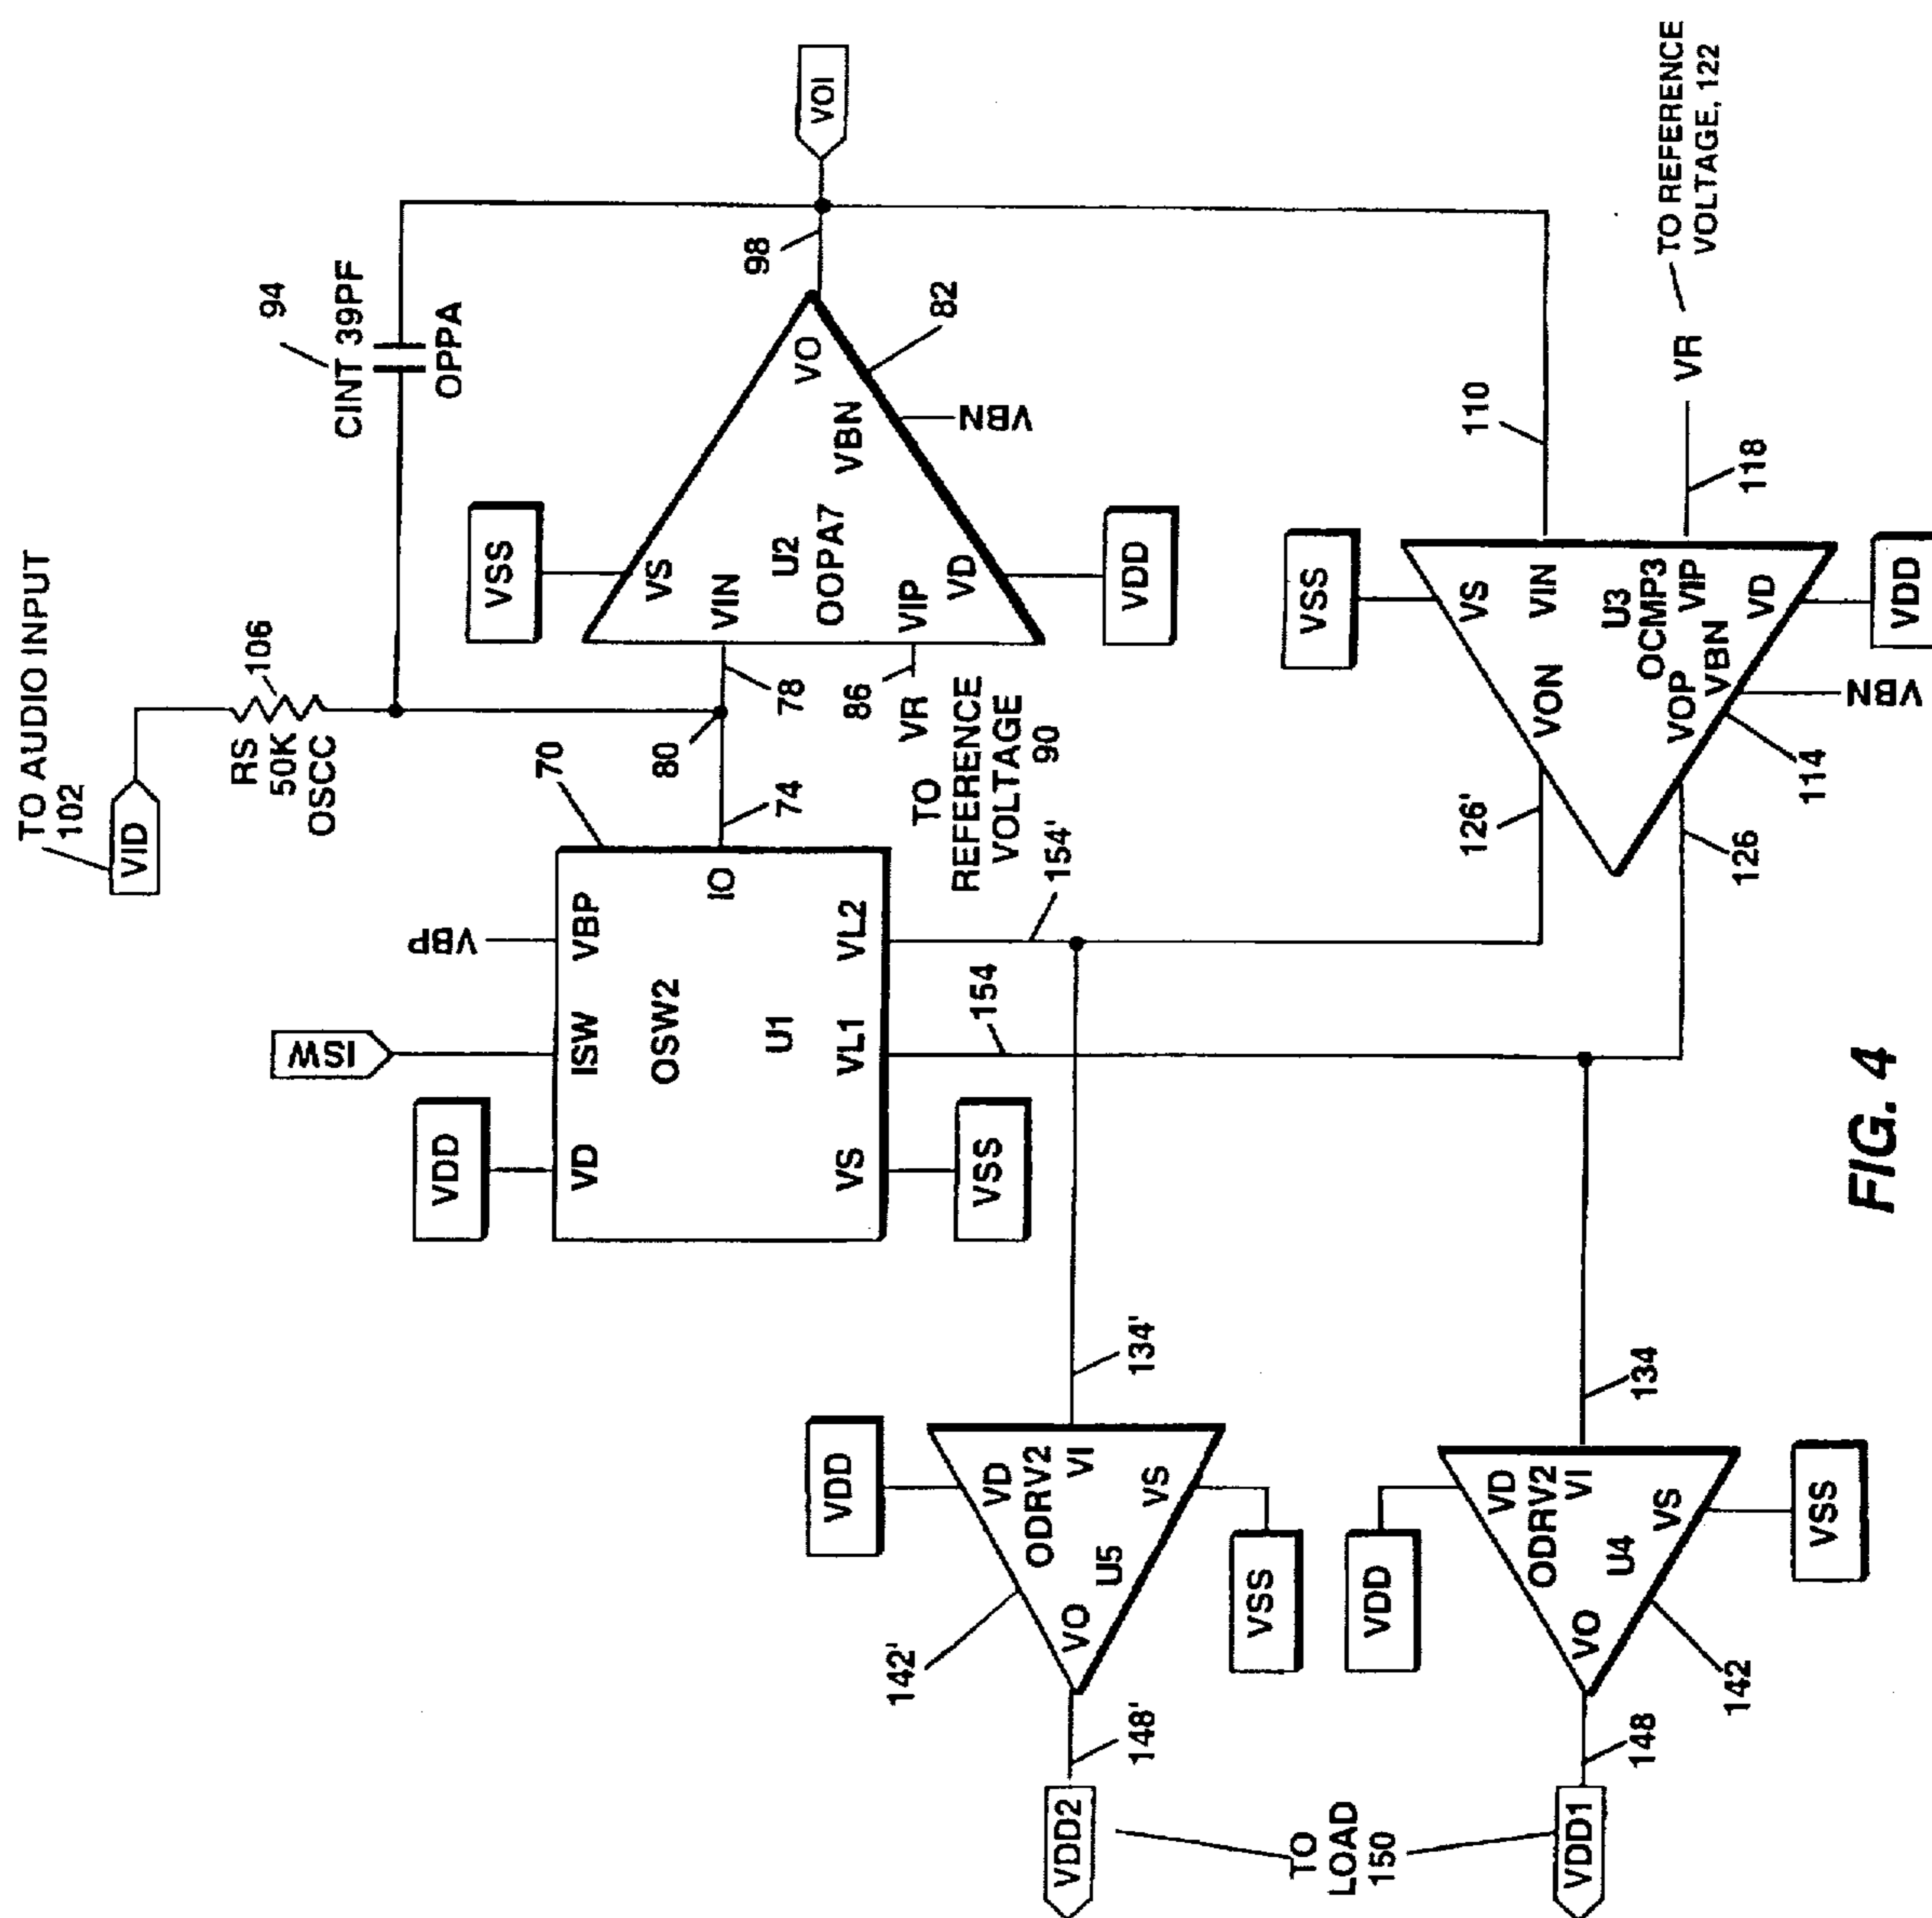 TO AUDIO INPUT
102
VID
RS
50K
OSCC
106
94
CINT 39PF
OPPA
ISW
VBP
VDD
VD
ISW
VBP
OSW2
U1
IO
VS
VL1
VL2
VSS
70
74
80
78
86
VR
TO
REFERENCE
VOLTAGE
90
VSS
VS
VIN
U2
OOPA7
VIP
VD
VO
VBN
VBN
82
98
VOI
VDD
154
154'
110
VSS
VS
VON
VIN
U3
OCMP3
VIP
VOP
VBN
VD
VBN
VDD
114
118
VR
TO REFERENCE
VOLTAGE, 122
126'
126
134'
VDD
VD
ODRV2
VI
VO
U5
VS
VSS
142'
148'
VDD2
134
VDD
VD
ODRV2
VI
VO
U4
VS
VSS
142
148
VDD1
TO
LOAD
150
FIG. 4